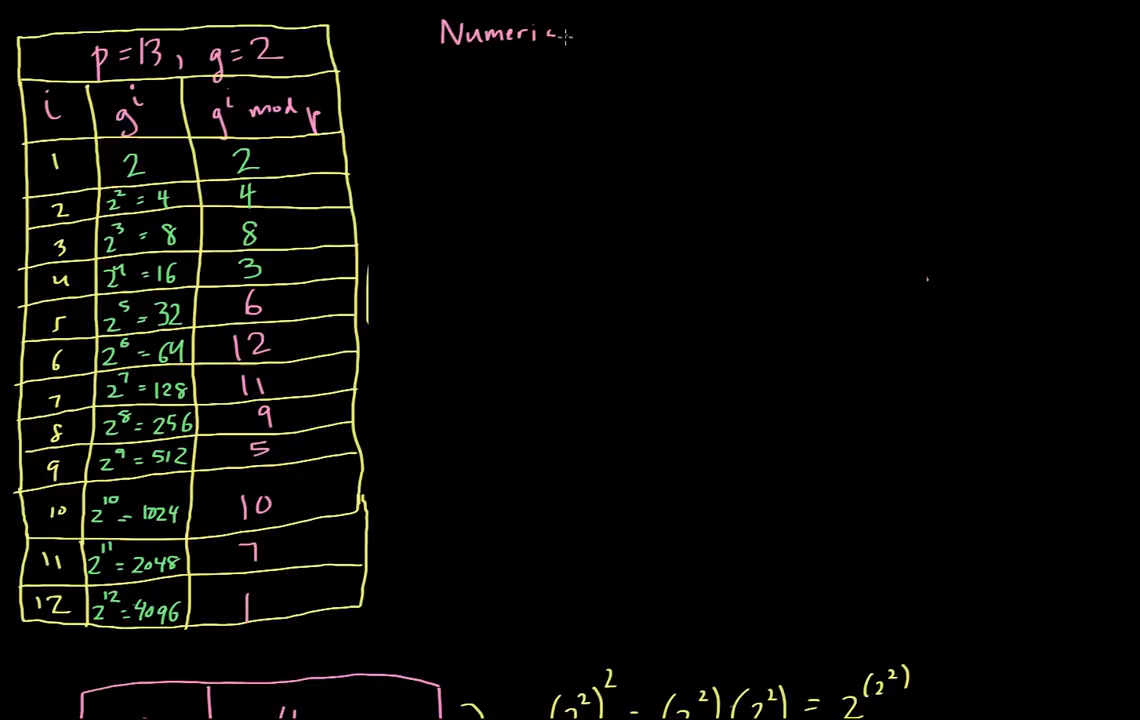 Numeric
p = 13, g = 2
i g^i g^i mod p
1 2 2
2 2^2 = 4 4
3 2^3 = 8 8
4 2^4 = 16 3
5 2^5 = 32 6
6 2^6 = 64 12
7 2^7 = 128 11
8 2^8 = 256 9
9 2^9 = 512 5
10 2^10 = 1024 10
11 2^11 = 2048 7
12 2^12 = 4096 1
(2^2)^2 = (2^2)(2^2) = 2^(2^2)